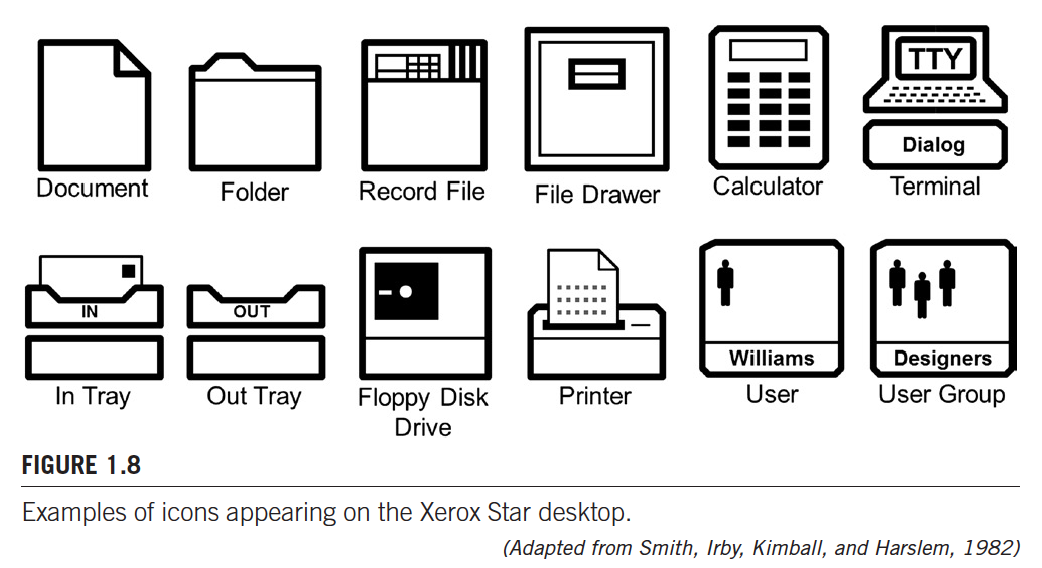 TTY
Dialog
Document
Folder
Record File
File Drawer
Calculator
Terminal
IN
OUT
Williams
Designers
In Tray
Out Tray
Floppy Disk
Drive
Printer
User
User Group
FIGURE 1.8
Examples of icons appearing on the Xerox Star desktop.
(Adapted from Smith, Irby, Kimball, and Harslem, 1982)